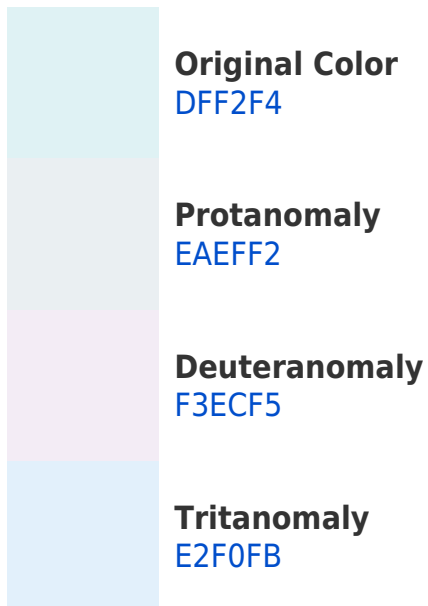 Original Color
DFF2F4
Protanomaly
EAEFF2
Deuteranomaly
F3ECF5
Tritanomaly
E2F0FB